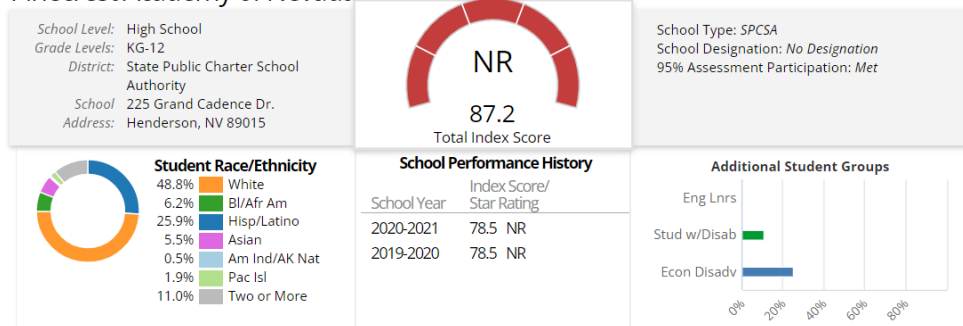 Academy of Nevada
School Level: High School
Grade Levels: KG-12
District: State Public Charter School
Authority
School 225 Grand Cadence Dr.
Address: Henderson, NV 89015
NR
87.2
Total Index Score
School Type: SPCSA
School Designation: No Designation
95% Assessment Participation: Met
Student Race/Ethnicity
48.8% White
6.2% Bl/Afr Am
25.9% Hisp/Latino
5.5% Asian
0.5% Am Ind/AK Nat
1.9% Pac Isl
11.0% Two or More
School Performance History
School Year Index Score/
Star Rating
2020-2021 78.5 NR
2019-2020 78.5 NR
Additional Student Groups
Eng Lnrs
Stud w/Disab
Econ Disadv
0% 20% 40% 60% 80%